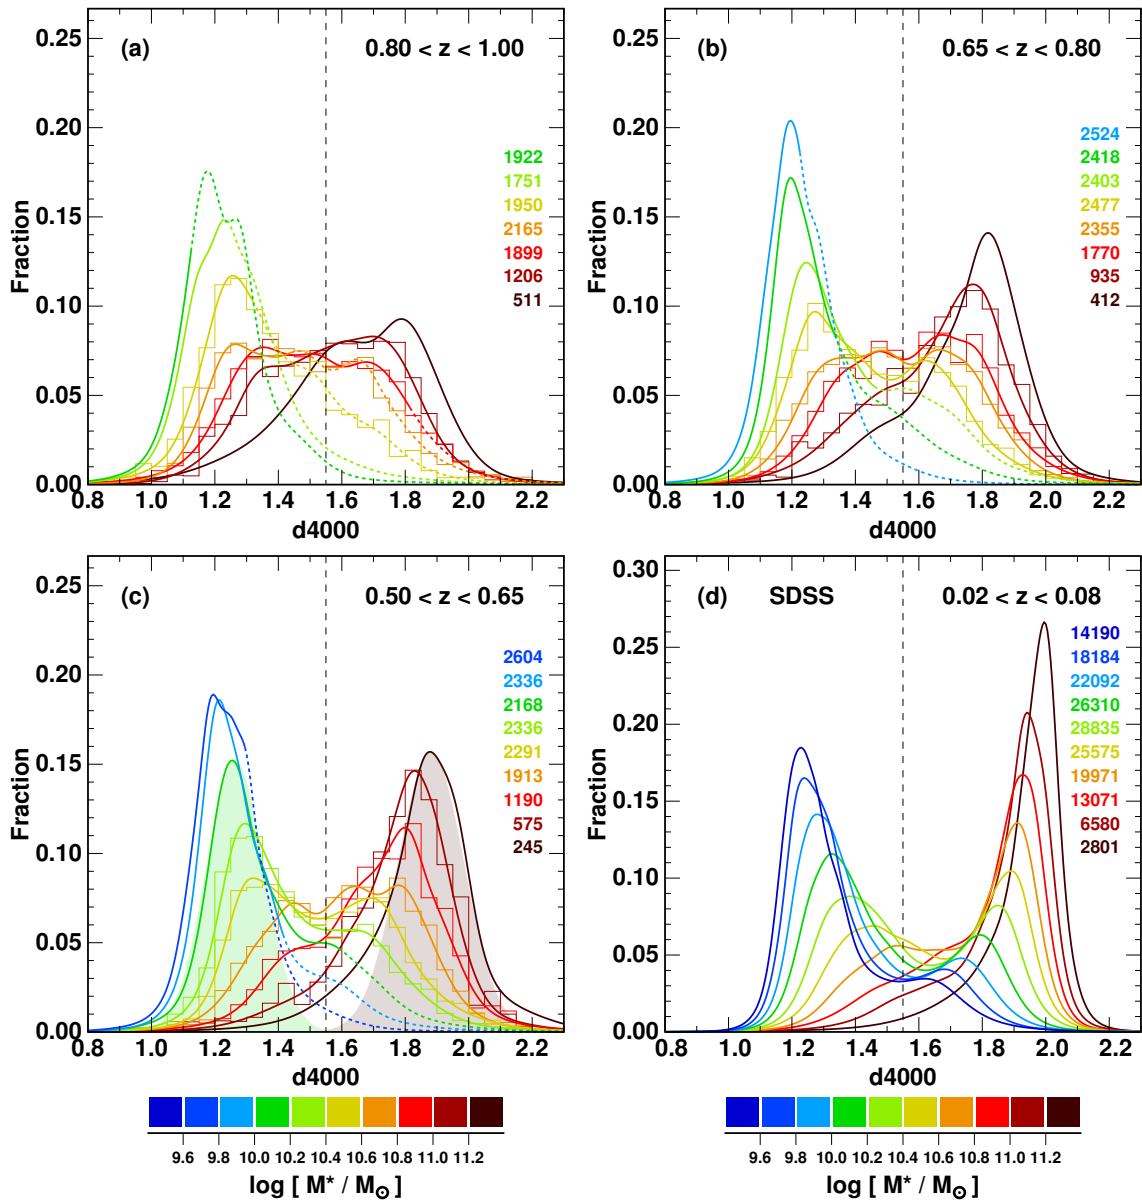 (a) 0.80 < z < 1.00
0.25
0.20
0.15
0.10
0.05
0.00
Fraction
1922
1751
1950
2165
1899
1206
511
0.8 1.0 1.2 1.4 1.6 1.8 2.0 2.2
d4000
(b) 0.65 < z < 0.80
0.25
0.20
0.15
0.10
0.05
0.00
Fraction
2524
2418
2403
2477
2355
1770
935
412
0.8 1.0 1.2 1.4 1.6 1.8 2.0 2.2
d4000
(c) 0.50 < z < 0.65
0.25
0.20
0.15
0.10
0.05
0.00
Fraction
2604
2336
2168
2336
2291
1913
1190
575
245
0.8 1.0 1.2 1.4 1.6 1.8 2.0 2.2
d4000
(d) SDSS 0.02 < z < 0.08
0.30
0.25
0.20
0.15
0.10
0.05
0.00
Fraction
14190
18184
22092
26310
28835
25575
19971
13071
6580
2801
0.8 1.0 1.2 1.4 1.6 1.8 2.0 2.2
d4000
9.6 9.8 10.0 10.2 10.4 10.6 10.8 11.0 11.2
log [ M* / M⊙ ]
9.6 9.8 10.0 10.2 10.4 10.6 10.8 11.0 11.2
log [ M* / M⊙ ]